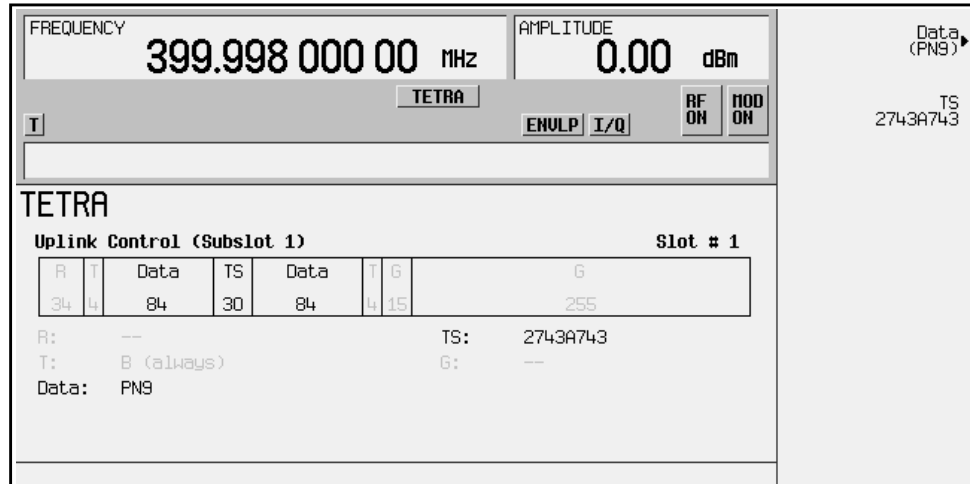 FREQUENCY
399.998 000 00 MHz
AMPLITUDE
0.00 dBm
TETRA
T
ENVLP I/Q
RF ON
MOD ON
Data (PN9)
TS
2743A743
TETRA
Uplink Control (Subslot 1) Slot # 1
R T Data TS Data T G G
34 4 84 30 84 4 15 255
R: -- TS: 2743A743
T: B (always) G: --
Data: PN9